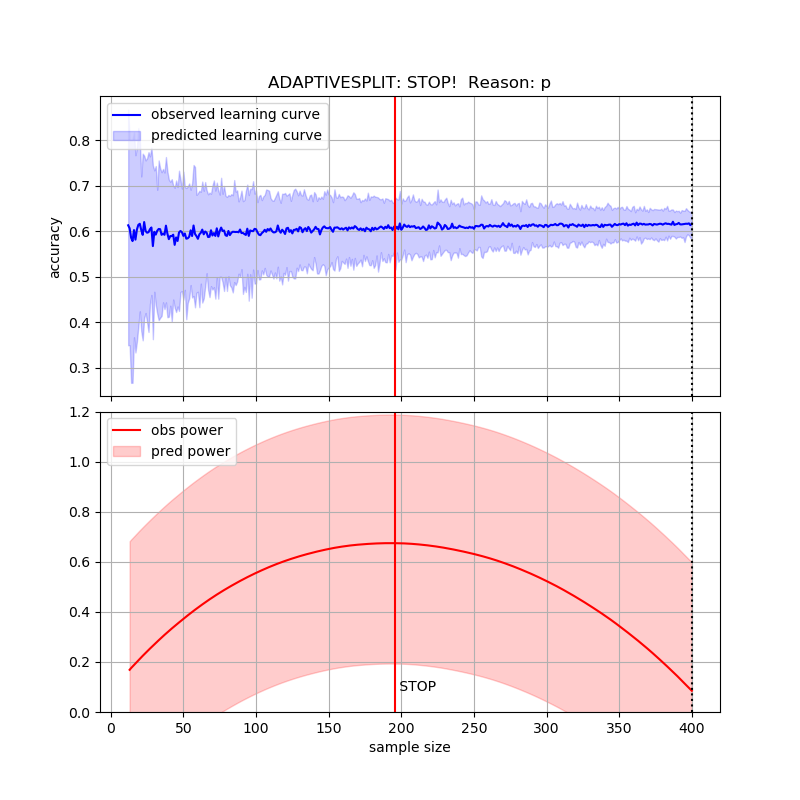 ADAPTIVESPLIT: STOP!  Reason: p
observed learning curve
predicted learning curve
accuracy
0.8
0.7
0.6
0.5
0.4
0.3
obs power
pred power
1.2
1.0
0.8
0.6
0.4
0.2
0.0
STOP
0 50 100 150 200 250 300 350 400
sample size